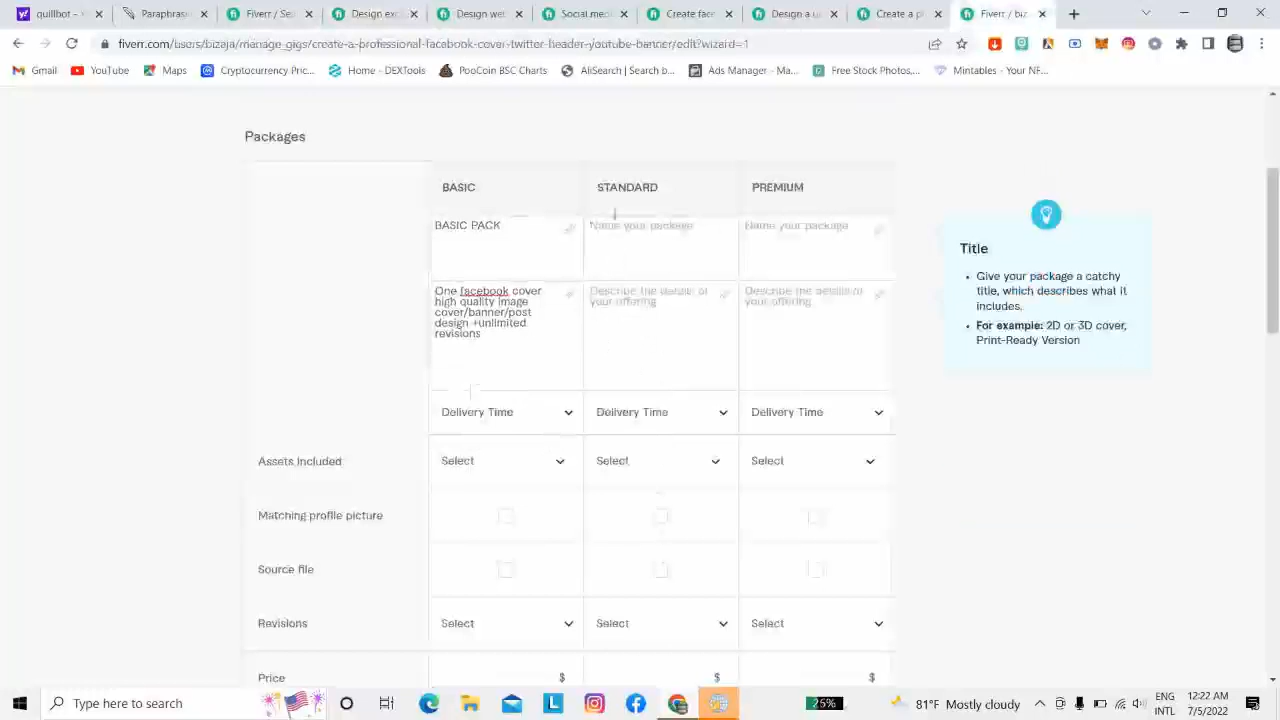 quillbot –
Paraphras
Fiverr /
Design exc
Design wel
Social medi
Create face
Design a u
Create a pl
Fiverr / biz
fiverr.com/users/bizaja/manage_gigs/create-a-professional-facebook-cover-twitter-header-youtube-banner/edit?wizard=1
Gmail YouTube Maps Cryptocurrency Pric... Home - DEXTools PooCoin BSC Charts AliSearch | Search b... Ads Manager - Ma... Free Stock Photos,... Mintables - Your NF...
Packages
BASIC STANDARD PREMIUM
BASIC PACK Name your package Name your package
One facebook cover
high quality image
cover/banner/post
design +unlimited
revisions
Describe the details of
your offering
Describe the details of
your offering
Delivery Time Delivery Time Delivery Time
Assets Included Select Select Select
Matching profile picture
Source file
Revisions Select Select Select
Price $ $ $
Title
• Give your package a catchy
title, which describes what it
includes.
• For example: 2D or 3D cover,
Print-Ready Version
Type here to search
25%
81°F Mostly cloudy
ENG
INTL
12:22 AM
7/5/2022